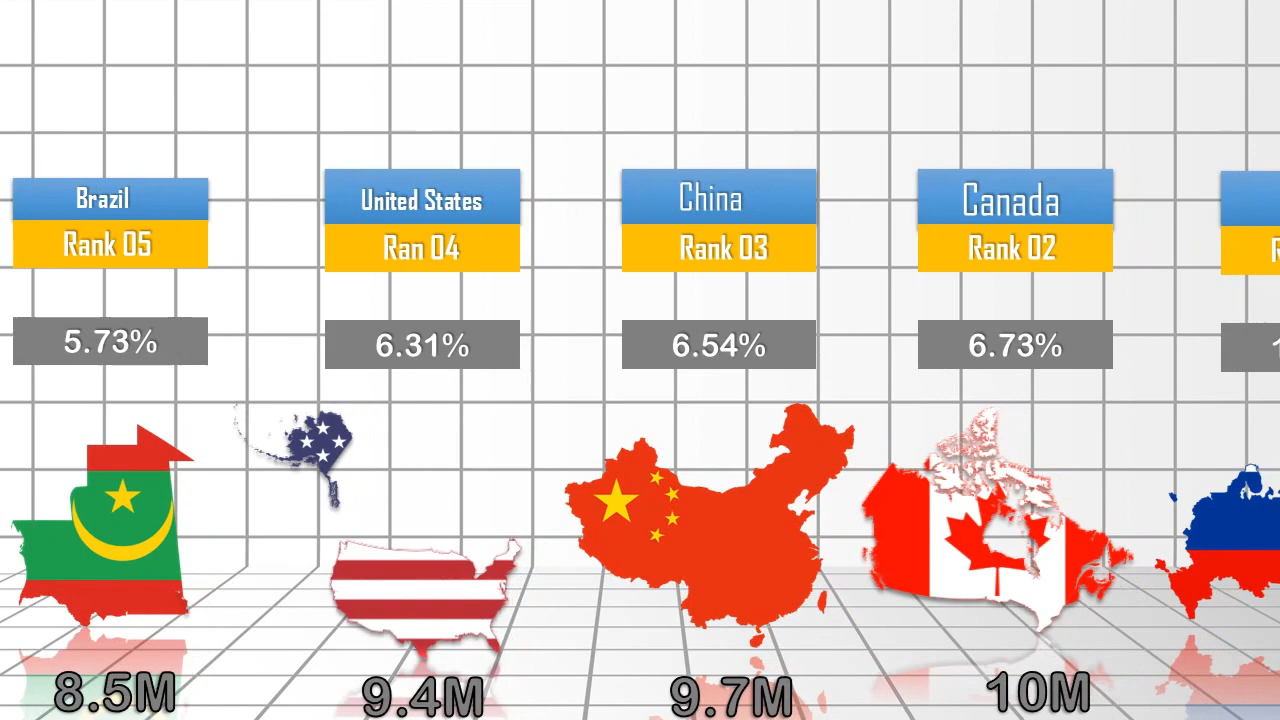 Brazil
Rank 05
5.73%
8.5M
United States
Ran 04
6.31%
9.4M
China
Rank 03
6.54%
9.7M
Canada
Rank 02
6.73%
10M